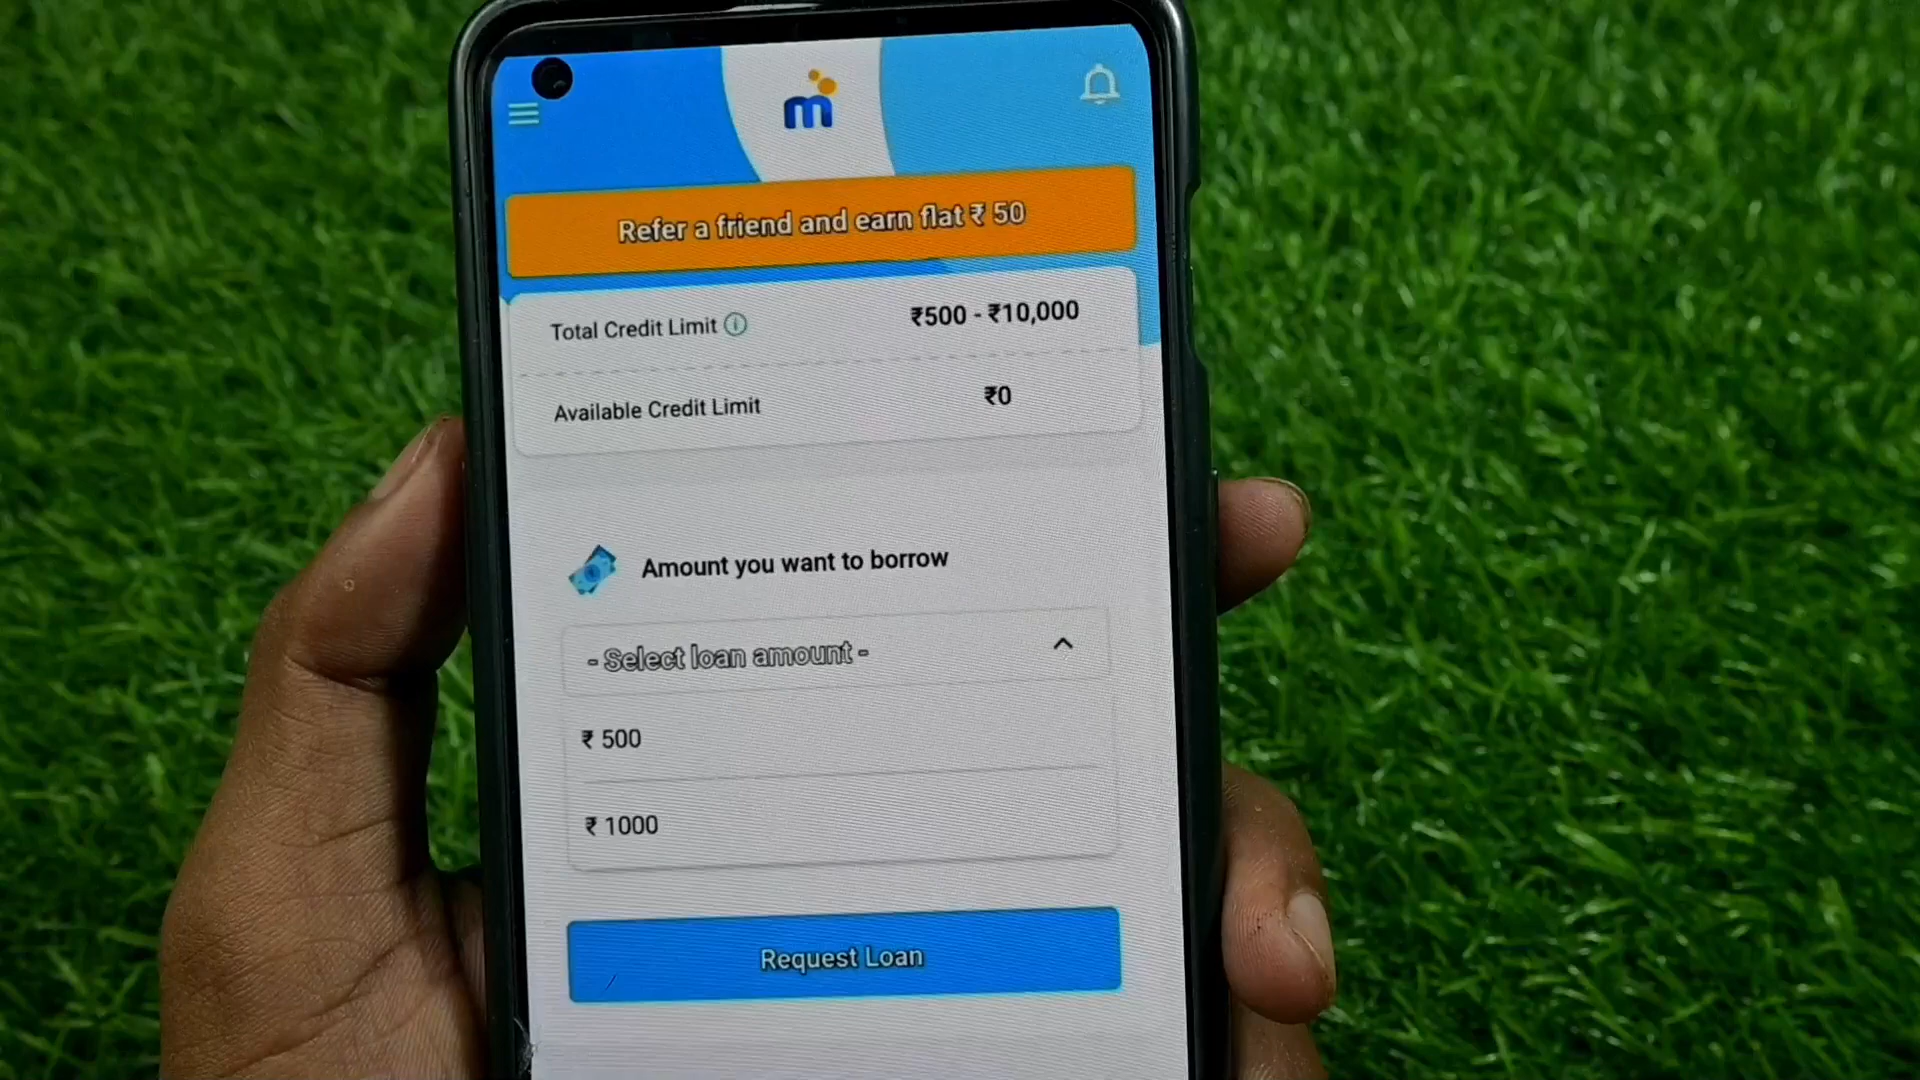 m
Refer a friend and earn flat ₹ 50
Total Credit Limit ₹500 - ₹10,000
Available Credit Limit ₹0
Amount you want to borrow
- Select loan amount -
₹ 500
₹ 1000
Request Loan